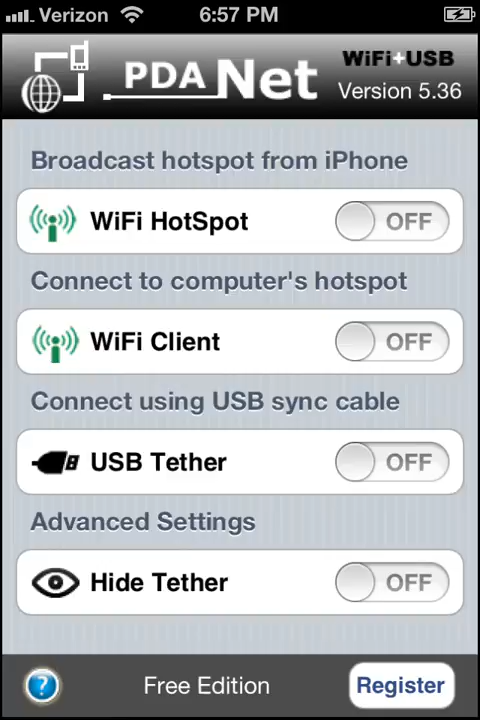 Verizon 6:57 PM
PDA Net WiFi+USB
Version 5.36
Broadcast hotspot from iPhone
WiFi HotSpot OFF
Connect to computer's hotspot
WiFi Client OFF
Connect using USB sync cable
USB Tether OFF
Advanced Settings
Hide Tether OFF
? Free Edition Register